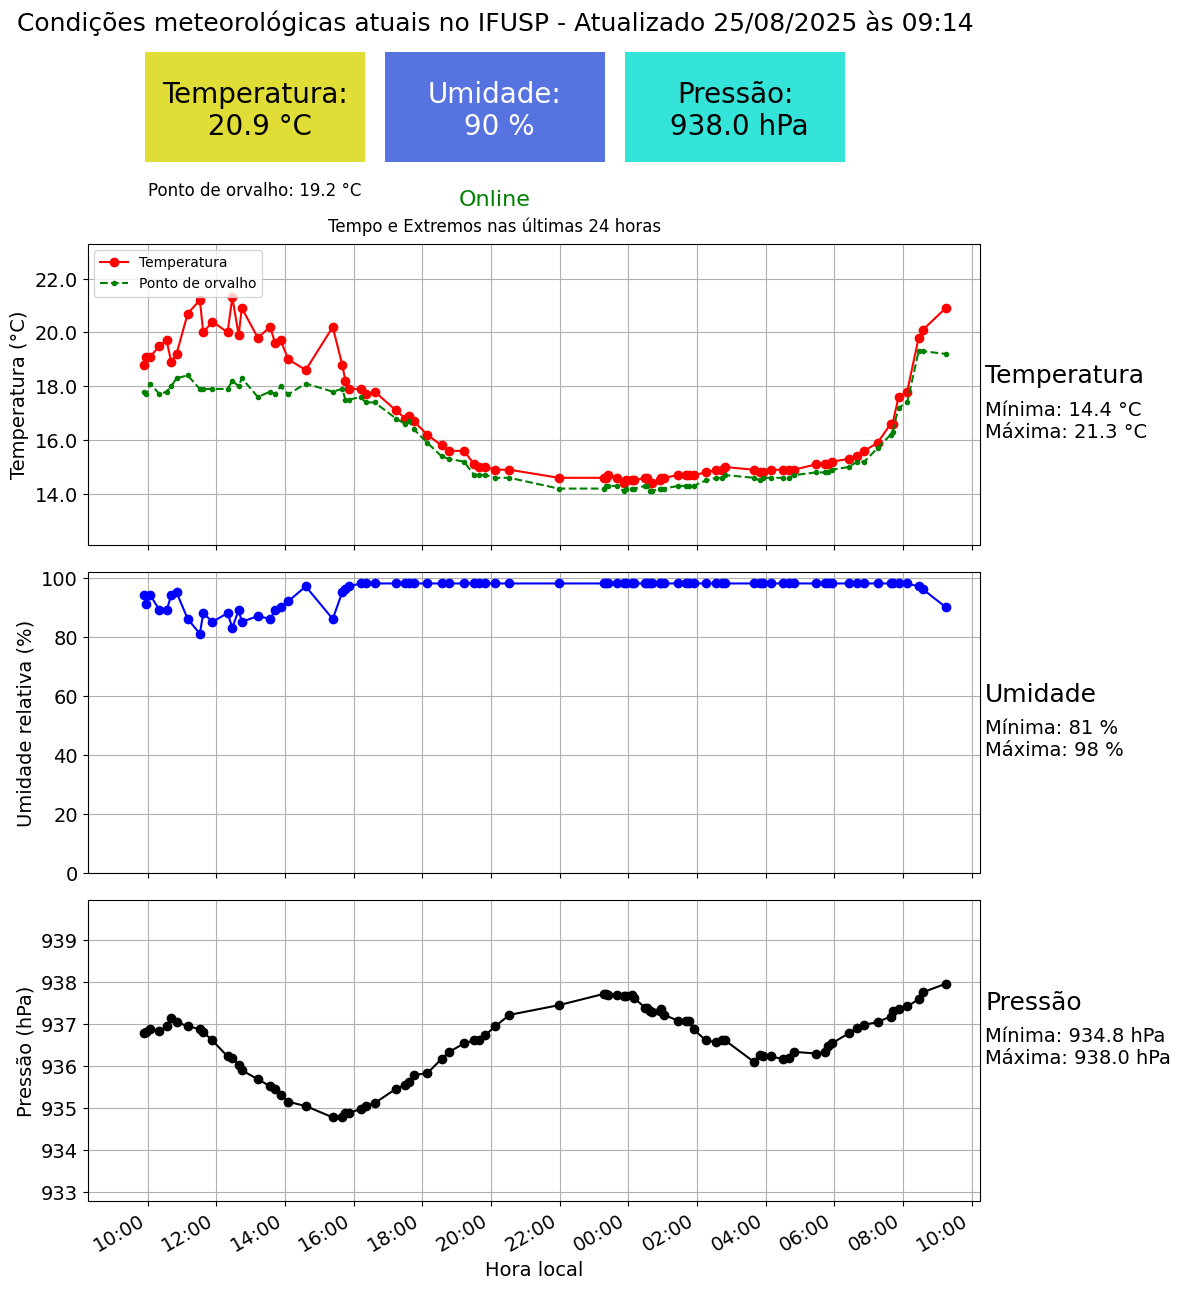 Condições meteorológicas atuais no IFUSP - Atualizado 25/08/2025 às 09:14
Temperatura:
20.9 °C
Umidade:
90 %
Pressão:
938.0 hPa
Ponto de orvalho: 19.2 °C
Online
Tempo e Extremos nas últimas 24 horas
Temperatura
Ponto de orvalho
Temperatura (°C)
22.0
20.0
18.0
16.0
14.0
Temperatura
Mínima: 14.4 °C
Máxima: 21.3 °C
Umidade relativa (%)
100
80
60
40
20
0
Umidade
Mínima: 81 %
Máxima: 98 %
Pressão (hPa)
939
938
937
936
935
934
933
Pressão
Mínima: 934.8 hPa
Máxima: 938.0 hPa
10:00
12:00
14:00
16:00
18:00
20:00
22:00
00:00
02:00
04:00
06:00
08:00
10:00
Hora local